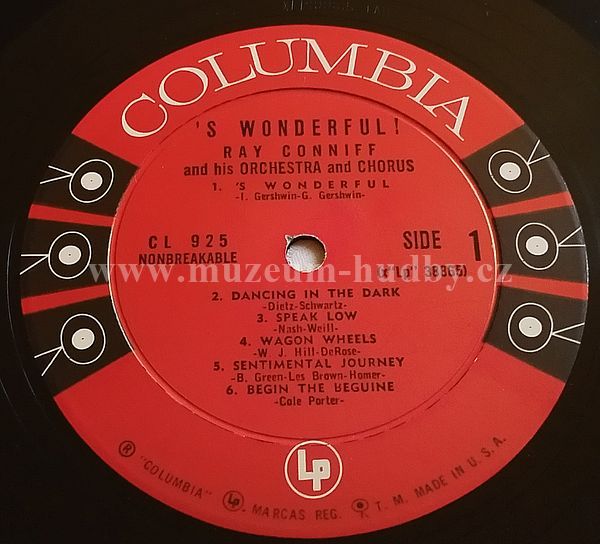 COLUMBIA
'S WONDERFUL!
RAY CONNIFF
and his ORCHESTRA and CHORUS
1. 'S WONDERFUL
-I. Gershwin-G. Gershwin-
CL 925
NONBREAKABLE
SIDE 1
(x"Lp" 38865)
www.muzeum-hudby.cz
2. DANCING IN THE DARK
-Dietz-Schwartz-
3. SPEAK LOW
-Nash-Weill-
4. WAGON WHEELS
-W. J. Hill-DeRose-
5. SENTIMENTAL JOURNEY
-B. Green-Les Brown-Homer-
6. BEGIN THE BEGUINE
-Cole Porter-
Lp
® "COLUMBIA" Lp MARCAS REG. T. M. MADE IN U. S. A.